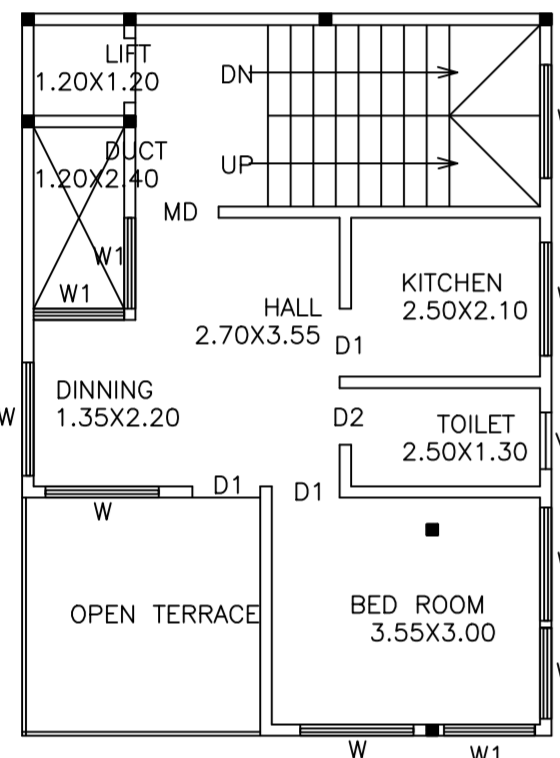 LIFT
1.20X1.20
DN
DUCT
1.20X2.40
UP
MD
W1
W1
HALL
2.70X3.55
KITCHEN
2.50X2.10
D1
DINNING
1.35X2.20
W
D2
TOILET
2.50X1.30
D1
D1
W
OPEN TERRACE
BED ROOM
3.55X3.00
W
W1